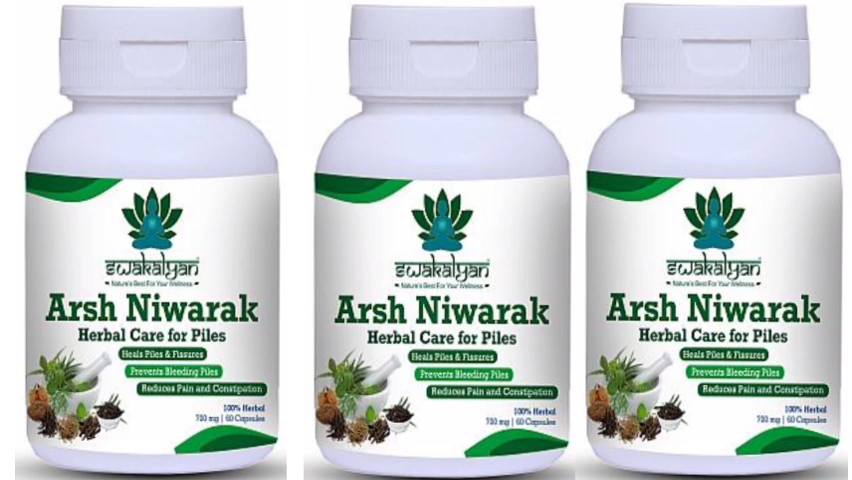 swakalyan
Nature's Best For Your Wellness
Arsh Niwarak
Herbal Care for Piles
Heals Piles & Fissures
Prevents Bleeding Piles
Reduces Pain and Constipation
100% Herbal
700 mg | 60 Capsules
swakalyan
Nature's Best For Your Wellness
Arsh Niwarak
Herbal Care for Piles
Heals Piles & Fissures
Prevents Bleeding Piles
Reduces Pain and Constipation
100% Herbal
700 mg | 60 Capsules
swakalyan
Nature's Best For Your Wellness
Arsh Niwarak
Herbal Care for Piles
Heals Piles & Fissures
Prevents Bleeding Piles
Reduces Pain and Constipation
100% Herbal
700 mg | 60 Capsules